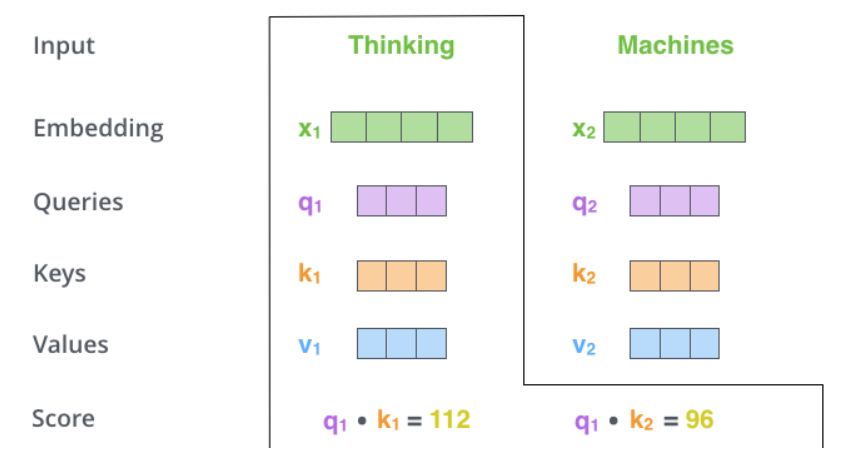 Input Thinking Machines
Embedding x₁ x₂
Queries q₁ q₂
Keys k₁ k₂
Values v₁ v₂
Score q₁ • k₁ = 112 q₁ • k₂ = 96